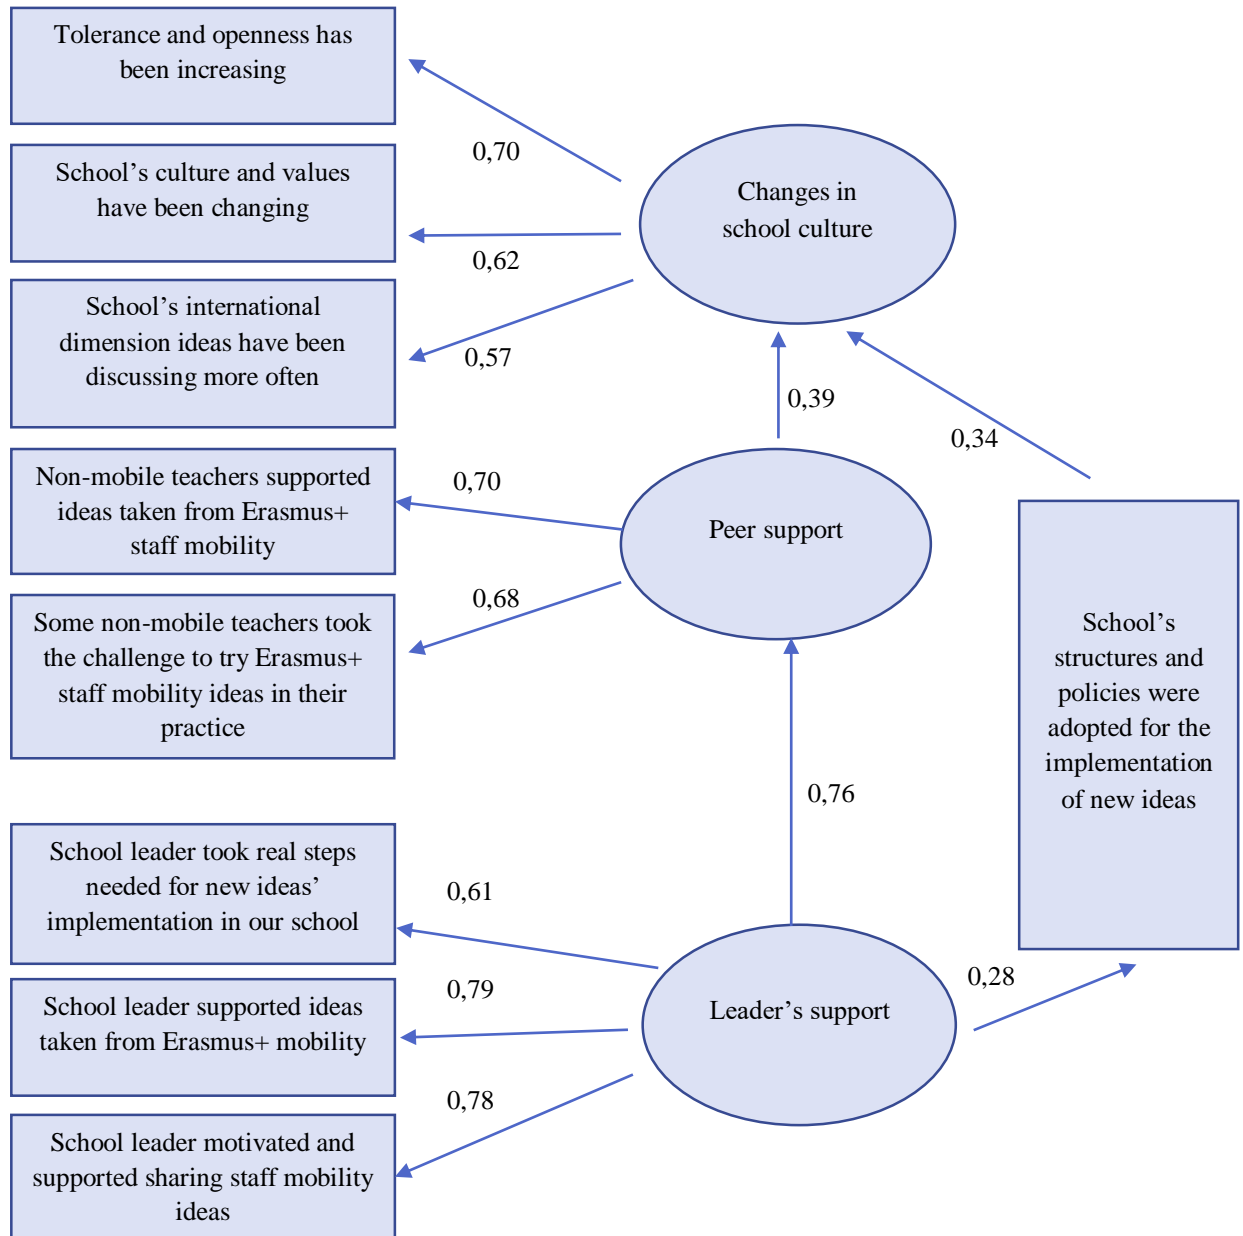 Tolerance and openness has
been increasing
0,70
School's culture and values
have been changing
Changes in
school culture
0,62
School's international
dimension ideas have been
discussing more often
0,57
0,39
0,34
Non-mobile teachers supported
ideas taken from Erasmus+
staff mobility
0,70
Peer support
Some non-mobile teachers took
the challenge to try Erasmus+
staff mobility ideas in their
practice
0,68
School's
structures and
policies were
adopted for the
implementation
of new ideas
0,76
School leader took real steps
needed for new ideas'
implementation in our school
0,61
School leader supported ideas
taken from Erasmus+ mobility
0,79
Leader's support
0,28
School leader motivated and
supported sharing staff mobility
ideas
0,78